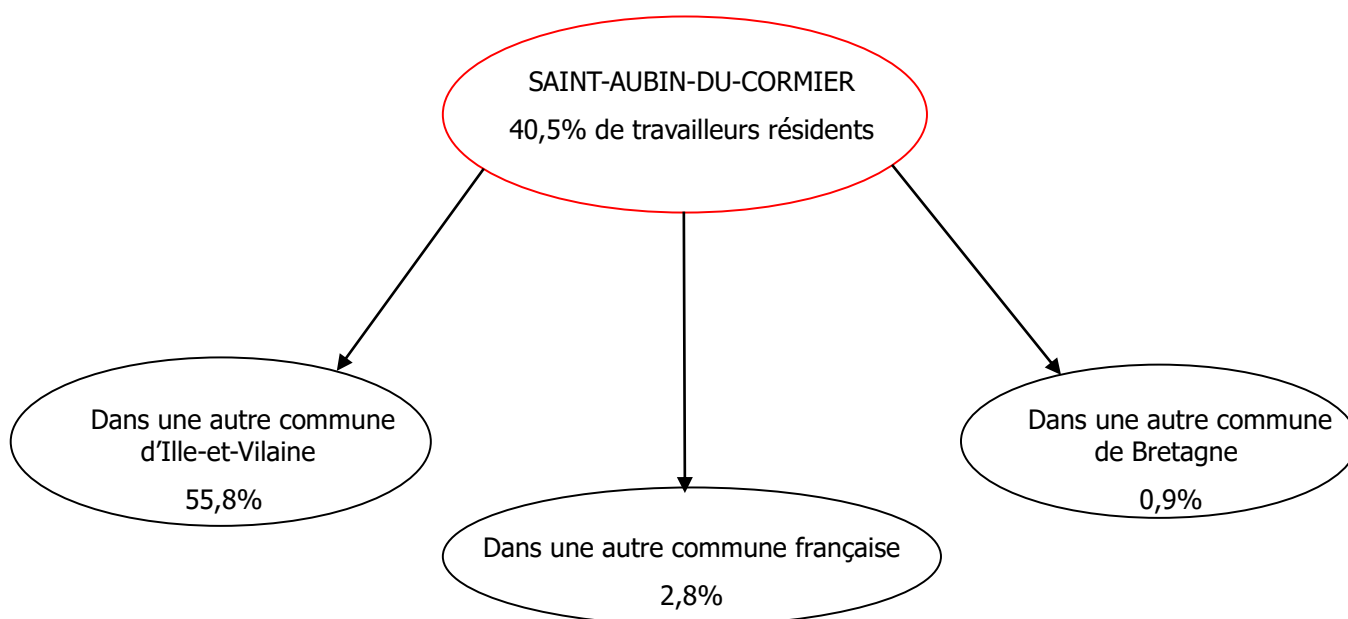 SAINT-AUBIN-DU-CORMIER
40,5% de travailleurs résidents
Dans une autre commune
d’Ille-et-Vilaine
55,8%
Dans une autre commune française
2,8%
Dans une autre commune
de Bretagne
0,9%